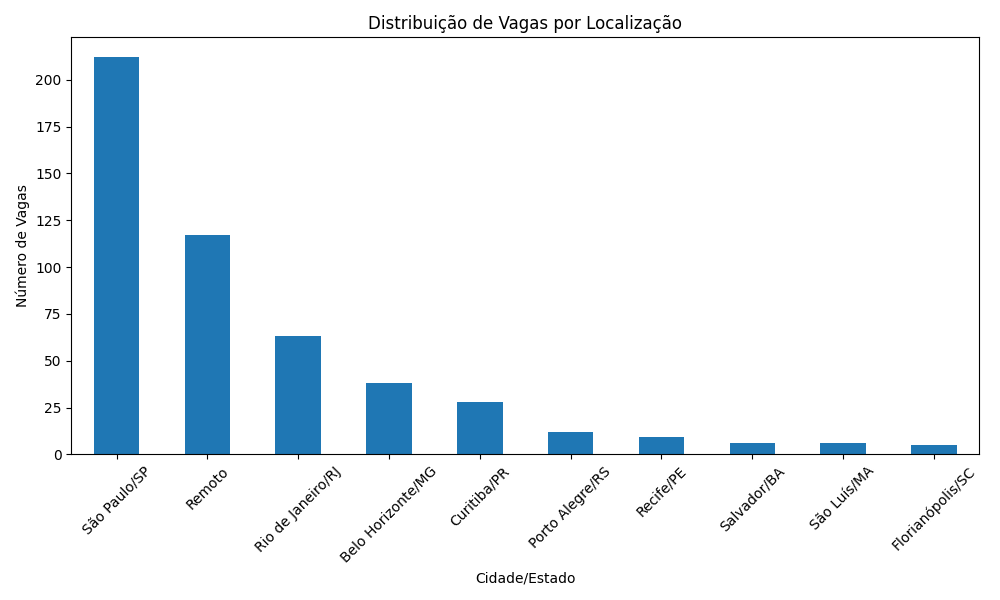 Distribuição de Vagas por Localização
Número de Vagas
200
175
150
125
100
75
50
25
0
São Paulo/SP
Remoto
Rio de Janeiro/RJ
Belo Horizonte/MG
Curitiba/PR
Porto Alegre/RS
Recife/PE
Salvador/BA
São Luís/MA
Florianópolis/SC
Cidade/Estado